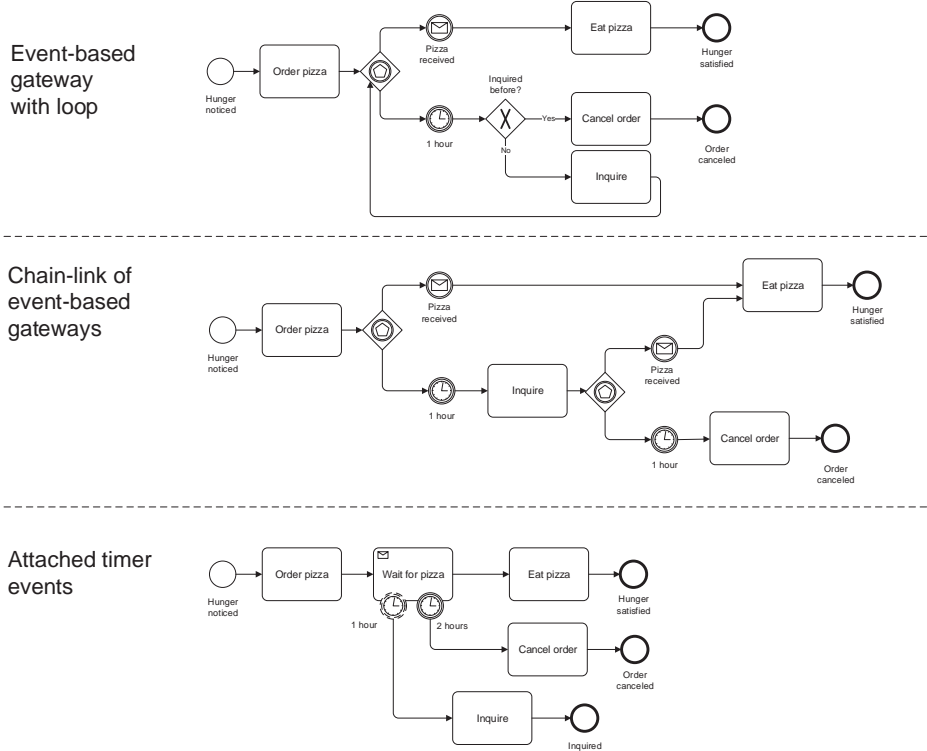 Event-based
gateway
with loop
Hunger
noticed
Order pizza
Pizza
received
Eat pizza
Hunger
satisfied
1 hour
Inquired
before?
X
Yes
Cancel order
Order
canceled
No
Inquire
Chain-link of
event-based
gateways
Hunger
noticed
Order pizza
Pizza
received
Eat pizza
Hunger
satisfied
1 hour
Inquire
Pizza
received
1 hour
Cancel order
Order
canceled
Attached timer
events
Hunger
noticed
Order pizza
Wait for pizza
Eat pizza
Hunger
satisfied
1 hour
2 hours
Cancel order
Order
canceled
Inquire
Inquired